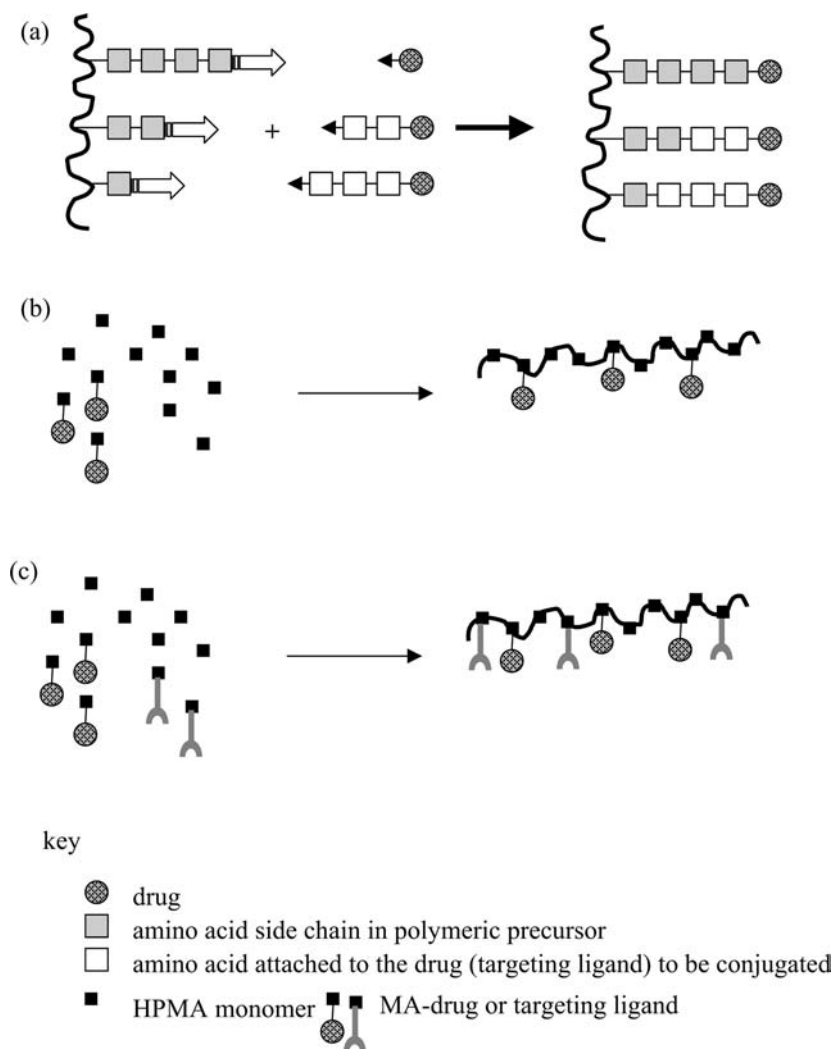 (a)
+
(b)
(c)
key
drug
amino acid side chain in polymeric precursor
amino acid attached to the drug (targeting ligand) to be conjugated
HPMA monomer MA-drug or targeting ligand